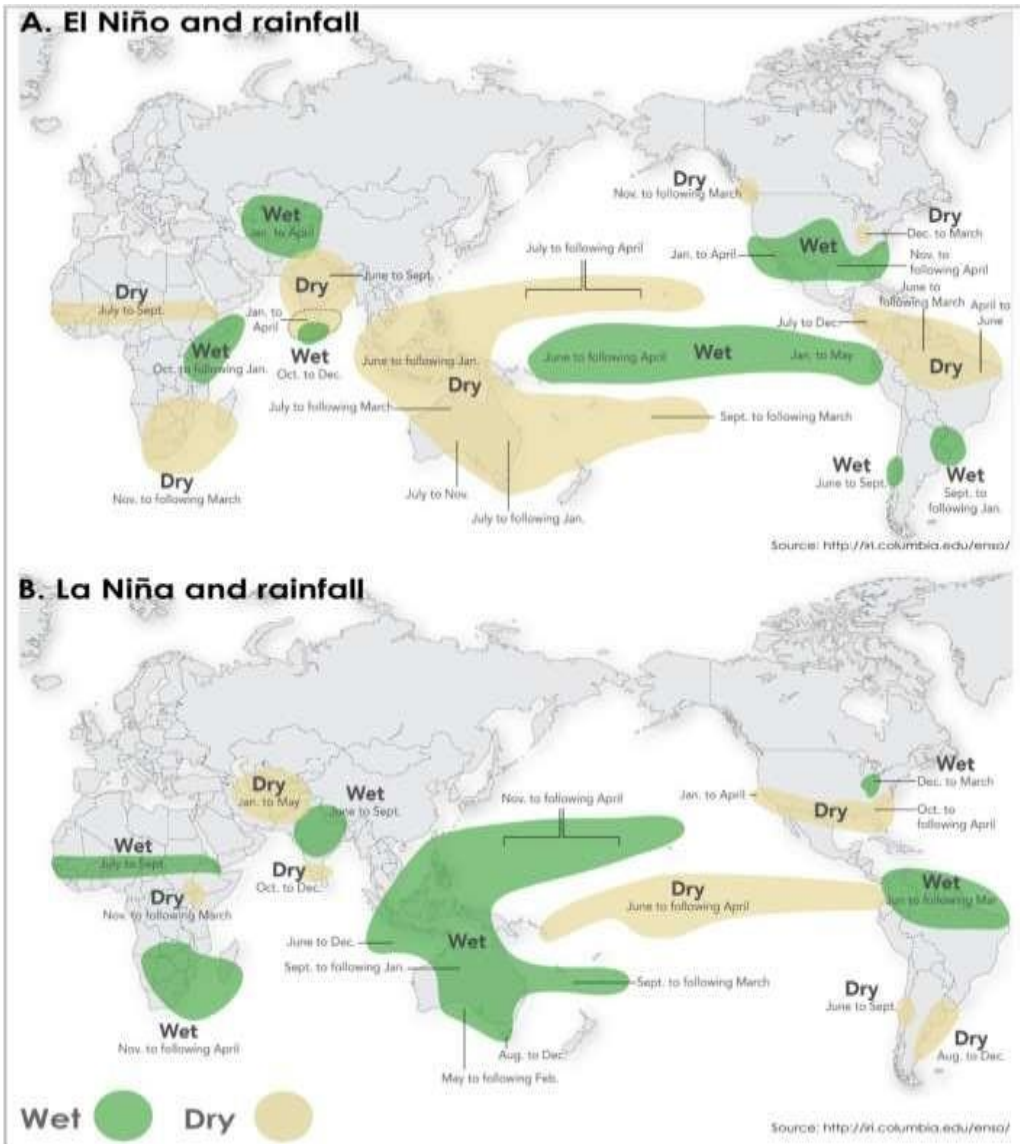 A. El Niño and rainfall
Dry
Nov. to following March
Wet
Jan. to April
Dry
Dec. to March
July to following April
Jan. to April
Wet
Nov. to
following April
June to Sept.
Dry
Dry
July to Sept.
Jan. to
April
June to
following March
April to
June
July to Dec.
Wet
Oct. to following Jan.
Wet
Oct. to Dec.
June to following Jan.
Dry
June to following April
Wet
Jan. to May
Dry
July to following March
Sept. to following March
Dry
Nov. to following March
July to Nov.
July to following Jan.
Wet
June to Sept.
Wet
Sept. to
following Jan.
Source: http://iri.columbia.edu/enso/
B. La Niña and rainfall
Wet
Dec. to March
Dry
Jan. to May
Wet
June to Sept.
Nov. to following April
Jan. to April
Dry
Oct. to
following April
Wet
July to Sept.
Dry
Oct. to Dec.
Dry
Nov. to following March
Dry
June to following April
Wet
Jun to following Mar
June to Dec.
Wet
Sept. to following Jan
Sept. to following March
Dry
June to Sept.
Wet
Nov. to following April
Aug. to Dec.
May to following Feb.
Dry
Aug. to Dec.
Wet
Dry
Source: http://iri.columbia.edu/enso/